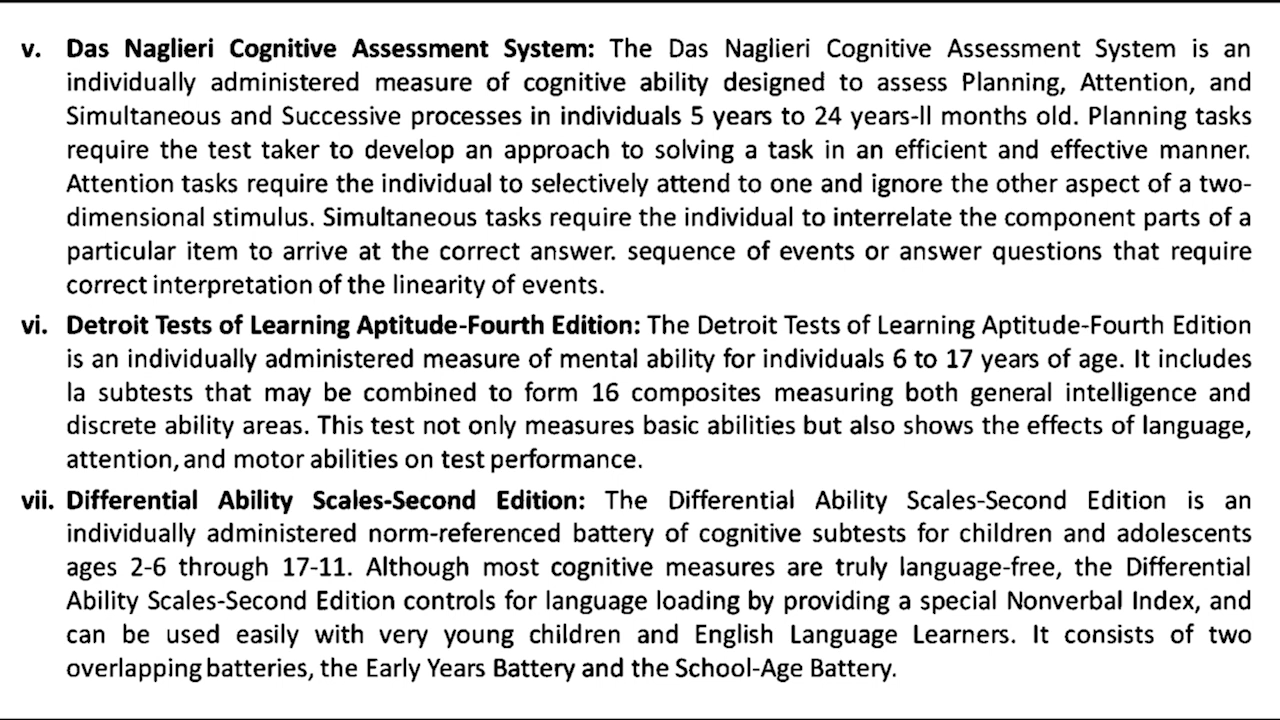 v. Das Naglieri Cognitive Assessment System: The Das Naglieri Cognitive Assessment System is an
individually administered measure of cognitive ability designed to assess Planning, Attention, and
Simultaneous and Successive processes in individuals 5 years to 24 years-ll months old. Planning tasks
require the test taker to develop an approach to solving a task in an efficient and effective manner.
Attention tasks require the individual to selectively attend to one and ignore the other aspect of a two-
dimensional stimulus. Simultaneous tasks require the individual to interrelate the component parts of a
particular item to arrive at the correct answer. sequence of events or answer questions that require
correct interpretation of the linearity of events.
vi. Detroit Tests of Learning Aptitude-Fourth Edition: The Detroit Tests of Learning Aptitude-Fourth Edition
is an individually administered measure of mental ability for individuals 6 to 17 years of age. It includes
la subtests that may be combined to form 16 composites measuring both general intelligence and
discrete ability areas. This test not only measures basic abilities but also shows the effects of language,
attention, and motor abilities on test performance.
vii. Differential Ability Scales-Second Edition: The Differential Ability Scales-Second Edition is an
individually administered norm-referenced battery of cognitive subtests for children and adolescents
ages 2-6 through 17-11. Although most cognitive measures are truly language-free, the Differential
Ability Scales-Second Edition controls for language loading by providing a special Nonverbal Index, and
can be used easily with very young children and English Language Learners. It consists of two
overlapping batteries, the Early Years Battery and the School-Age Battery.